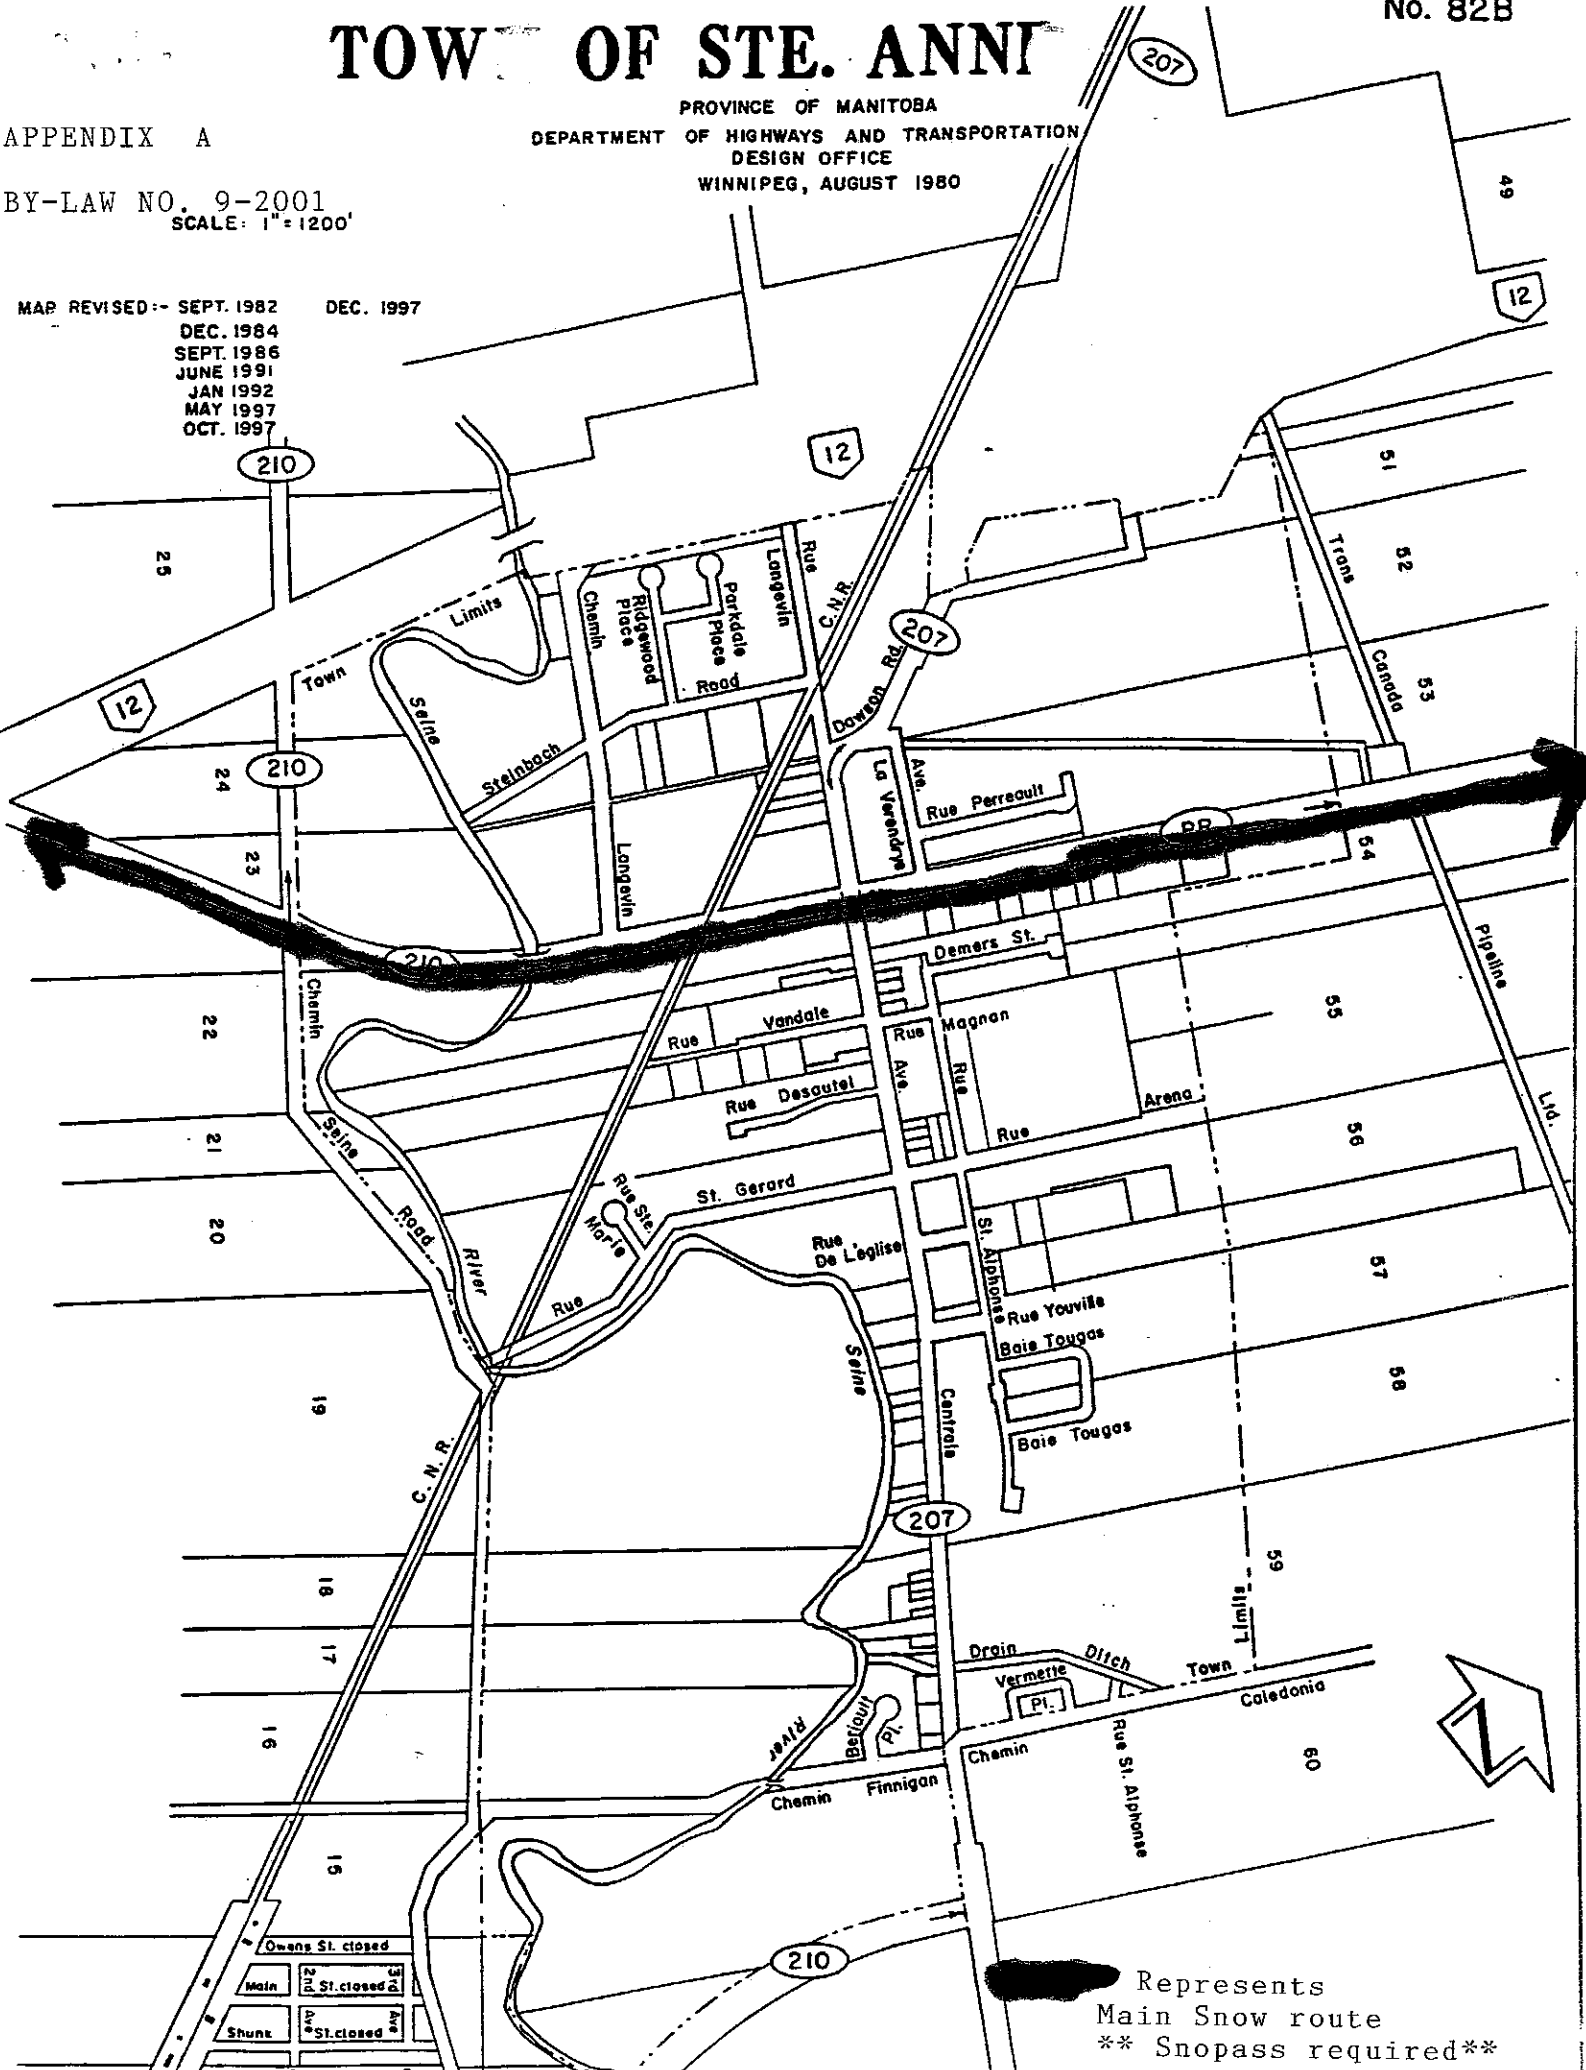 No. 82B
TOW OF STE. ANN
207
PROVINCE OF MANITOBA
DEPARTMENT OF HIGHWAYS AND TRANSPORTATION
DESIGN OFFICE
WINNIPEG, AUGUST 1980
APPENDIX A
BY-LAW NO. 9-2001
SCALE: 1"=1200'
MAP REVISED:- SEPT. 1982 DEC. 1997
DEC. 1984
SEPT. 1986
JUNE 1991
JAN 1992
MAY 1997
OCT. 1997
49
12
210
12
51
25
52
Trans
Rue
Langevin
C.N.R.
Parkdale
Place
Ridgewood
Place
Chemin
Limits
Town
207
Dawson Rd.
Road
Canada
53
12
Seine
Steinbach
24
210
Ave.
La Verendrye
Rue Perreault
PR
54
23
Langevin
210
Demers St.
Pipeline
Chemin
22
Vandale
Rue
Rue Magnan
55
Ave.
Rue
Rue Desautel
Arena
Rue
Ltd.
56
21
Seine
Road
River
20
Rue Ste.
Marie
St. Gerard
Rue
Rue
De L'eglise
St. Alphonse
57
Rue Youville
Baie Tougas
Seine
58
Centrale
Baie Tougas
19
C. N. R.
207
59
18
Limits
17
Drain
Ditch
Town
Vermette
Pl.
Caledonia
16
River
Beriault
Pl.
Chemin
Rue St. Alphonse
60
Chemin Finnigan
15
Owens St. closed
Main
2nd
St. closed
3rd
Shunk
Ave
St. closed
Ave
210
Represents
Main Snow route
** Snopass required**